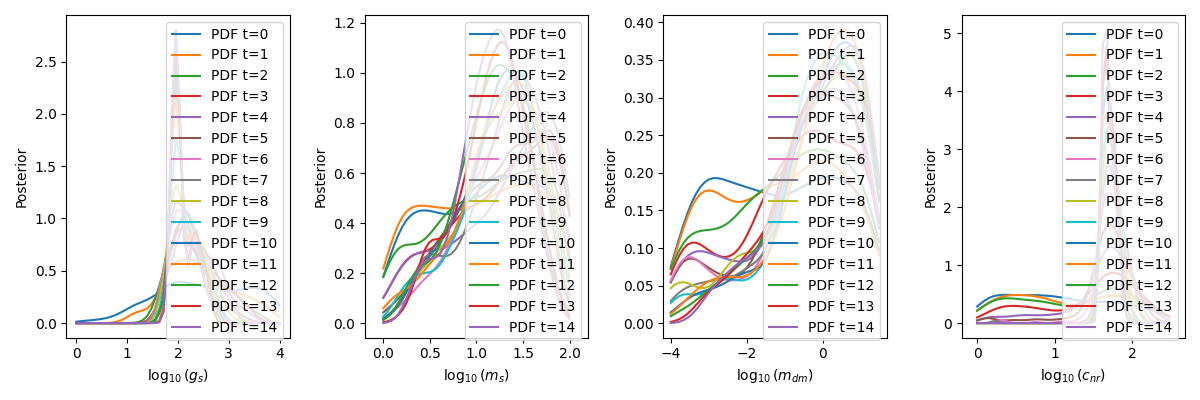 Posterior
2.5
2.0
1.5
1.0
0.5
0.0
0
1
2
3
4
log₁₀(gₛ)
PDF t=0
PDF t=1
PDF t=2
PDF t=3
PDF t=4
PDF t=5
PDF t=6
PDF t=7
PDF t=8
PDF t=9
PDF t=10
PDF t=11
PDF t=12
PDF t=13
PDF t=14
Posterior
1.2
1.0
0.8
0.6
0.4
0.2
0.0
0.0
0.5
1.0
1.5
2.0
log₁₀(mₛ)
PDF t=0
PDF t=1
PDF t=2
PDF t=3
PDF t=4
PDF t=5
PDF t=6
PDF t=7
PDF t=8
PDF t=9
PDF t=10
PDF t=11
PDF t=12
PDF t=13
PDF t=14
Posterior
0.40
0.35
0.30
0.25
0.20
0.15
0.10
0.05
0.00
−4
−2
0
log₁₀(m_{dm})
PDF t=0
PDF t=1
PDF t=2
PDF t=3
PDF t=4
PDF t=5
PDF t=6
PDF t=7
PDF t=8
PDF t=9
PDF t=10
PDF t=11
PDF t=12
PDF t=13
PDF t=14
Posterior
5
4
3
2
1
0
0
1
2
log₁₀(c_{nr})
PDF t=0
PDF t=1
PDF t=2
PDF t=3
PDF t=4
PDF t=5
PDF t=6
PDF t=7
PDF t=8
PDF t=9
PDF t=10
PDF t=11
PDF t=12
PDF t=13
PDF t=14